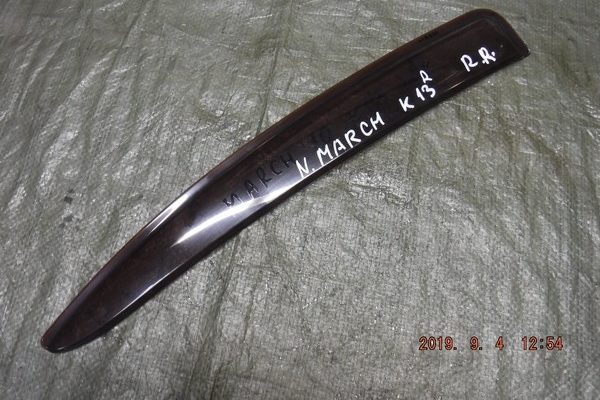 N. MARCH K13 R R.R.
MARCH
2019. 9. 4 12:54